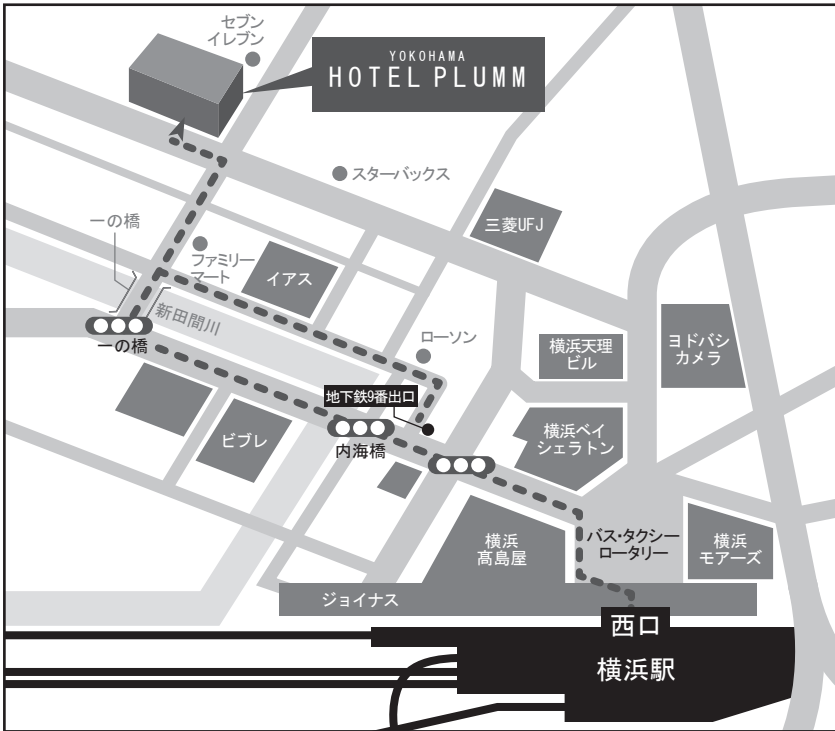 セブン
イレブン
YOKOHAMA
HOTEL PLUMM
スターバックス
三菱UFJ
一の橋
ファミリー
マート
イアス
新田間川
一の橋
ローソン
横浜天理
ビル
ヨドバシ
カメラ
地下鉄9番出口
ビブレ
内海橋
横浜ベイ
シェラトン
横浜
髙島屋
バス・タクシー
ロータリー
横浜
モアーズ
ジョイナス
西口
横浜駅